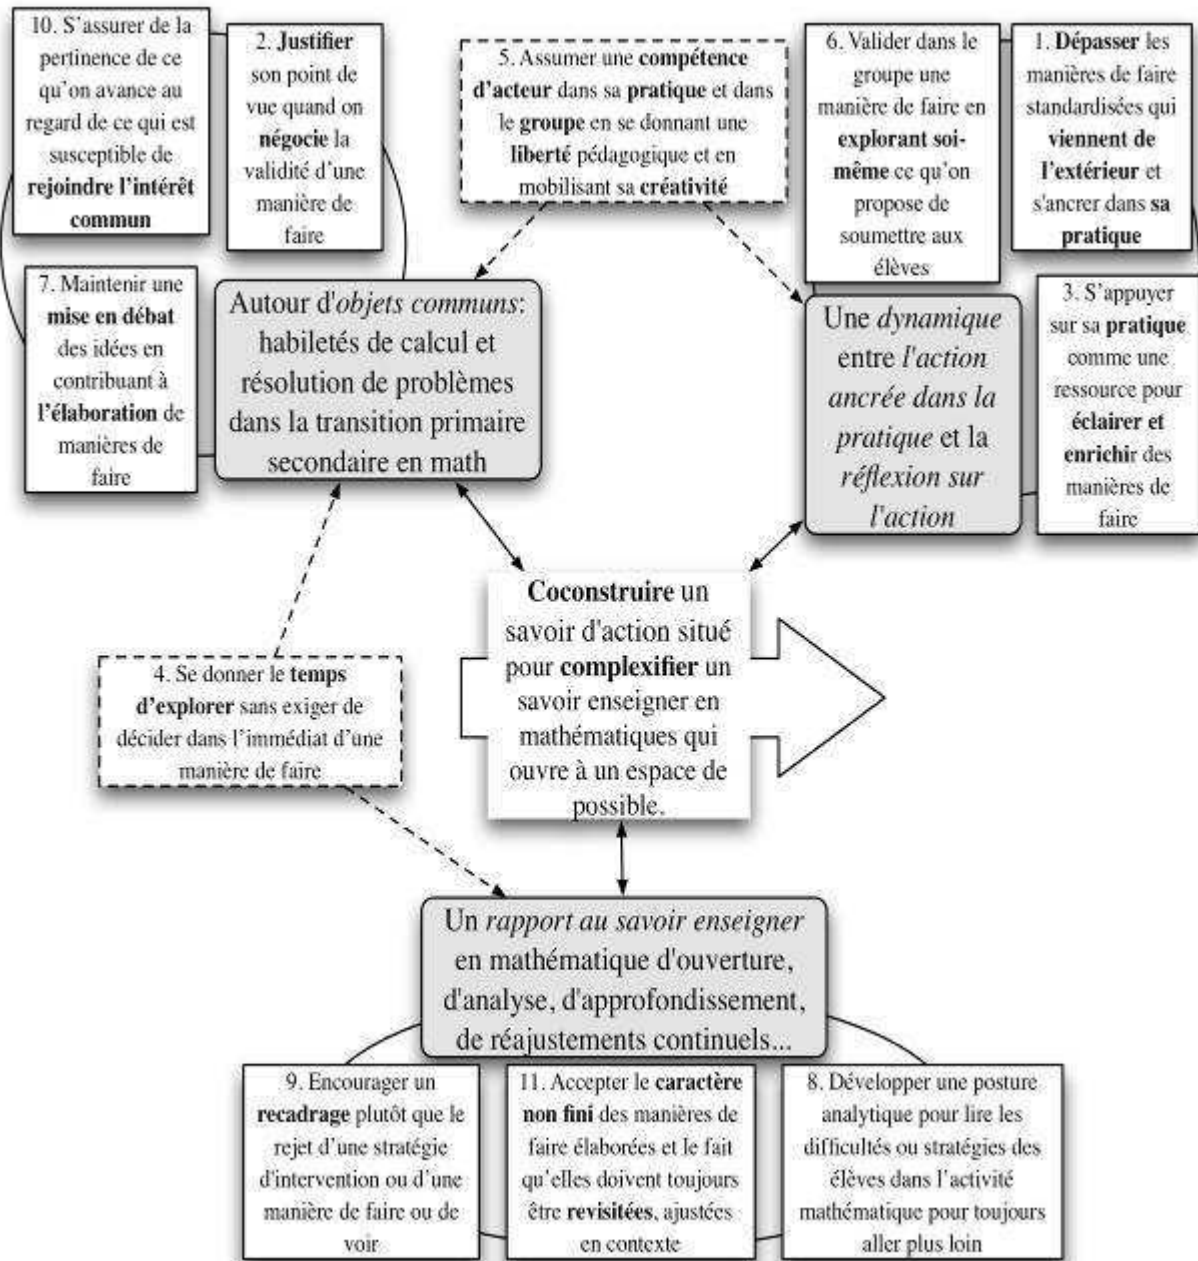 10. S'assurer de la
pertinence de ce
qu'on avance au
regard de ce qui est
susceptible de
rejoindre l'intérêt
commun
2. Justifier
son point de
vue quand on
négocie la
validité d'une
manière de
faire
5. Assumer une compétence
d'acteur dans sa pratique et dans
le groupe en se donnant une
liberté pédagogique et en
mobilisant sa créativité
6. Valider dans le
groupe une
manière de faire en
explorant soi-
même ce qu'on
propose de
soumettre aux
élèves
1. Dépasser les
manières de faire
standardisées qui
viennent de
l'extérieur et
s'ancrer dans sa
pratique
7. Maintenir une
mise en débat
des idées en
contribuant à
l'élaboration de
manières de
faire
Autour d'objets communs:
habiletés de calcul et
résolution de problèmes
dans la transition primaire
secondaire en math
Une dynamique
entre l'action
ancrée dans la
pratique et la
réflexion sur
l'action
3. S'appuyer
sur sa pratique
comme une
ressource pour
éclairer et
enrichir des
manières de
faire
Coconstruire un
savoir d'action situé
pour complexifier un
savoir enseigner en
mathématiques qui
ouvre à un espace de
possible.
4. Se donner le temps
d'explorer sans exiger de
décider dans l'immédiat d'une
manière de faire
Un rapport au savoir enseigner
en mathématique d'ouverture,
d'analyse, d'approfondissement,
de réajustements continuels...
9. Encourager un
recadrage plutôt que le
rejet d'une stratégie
d'intervention ou d'une
manière de faire ou de
voir
11. Accepter le caractère
non fini des manières de
faire élaborées et le fait
qu'elles doivent toujours
être revisitées, ajustées
en contexte
8. Développer une posture
analytique pour lire les
difficultés ou stratégies des
élèves dans l'activité
mathématique pour toujours
aller plus loin